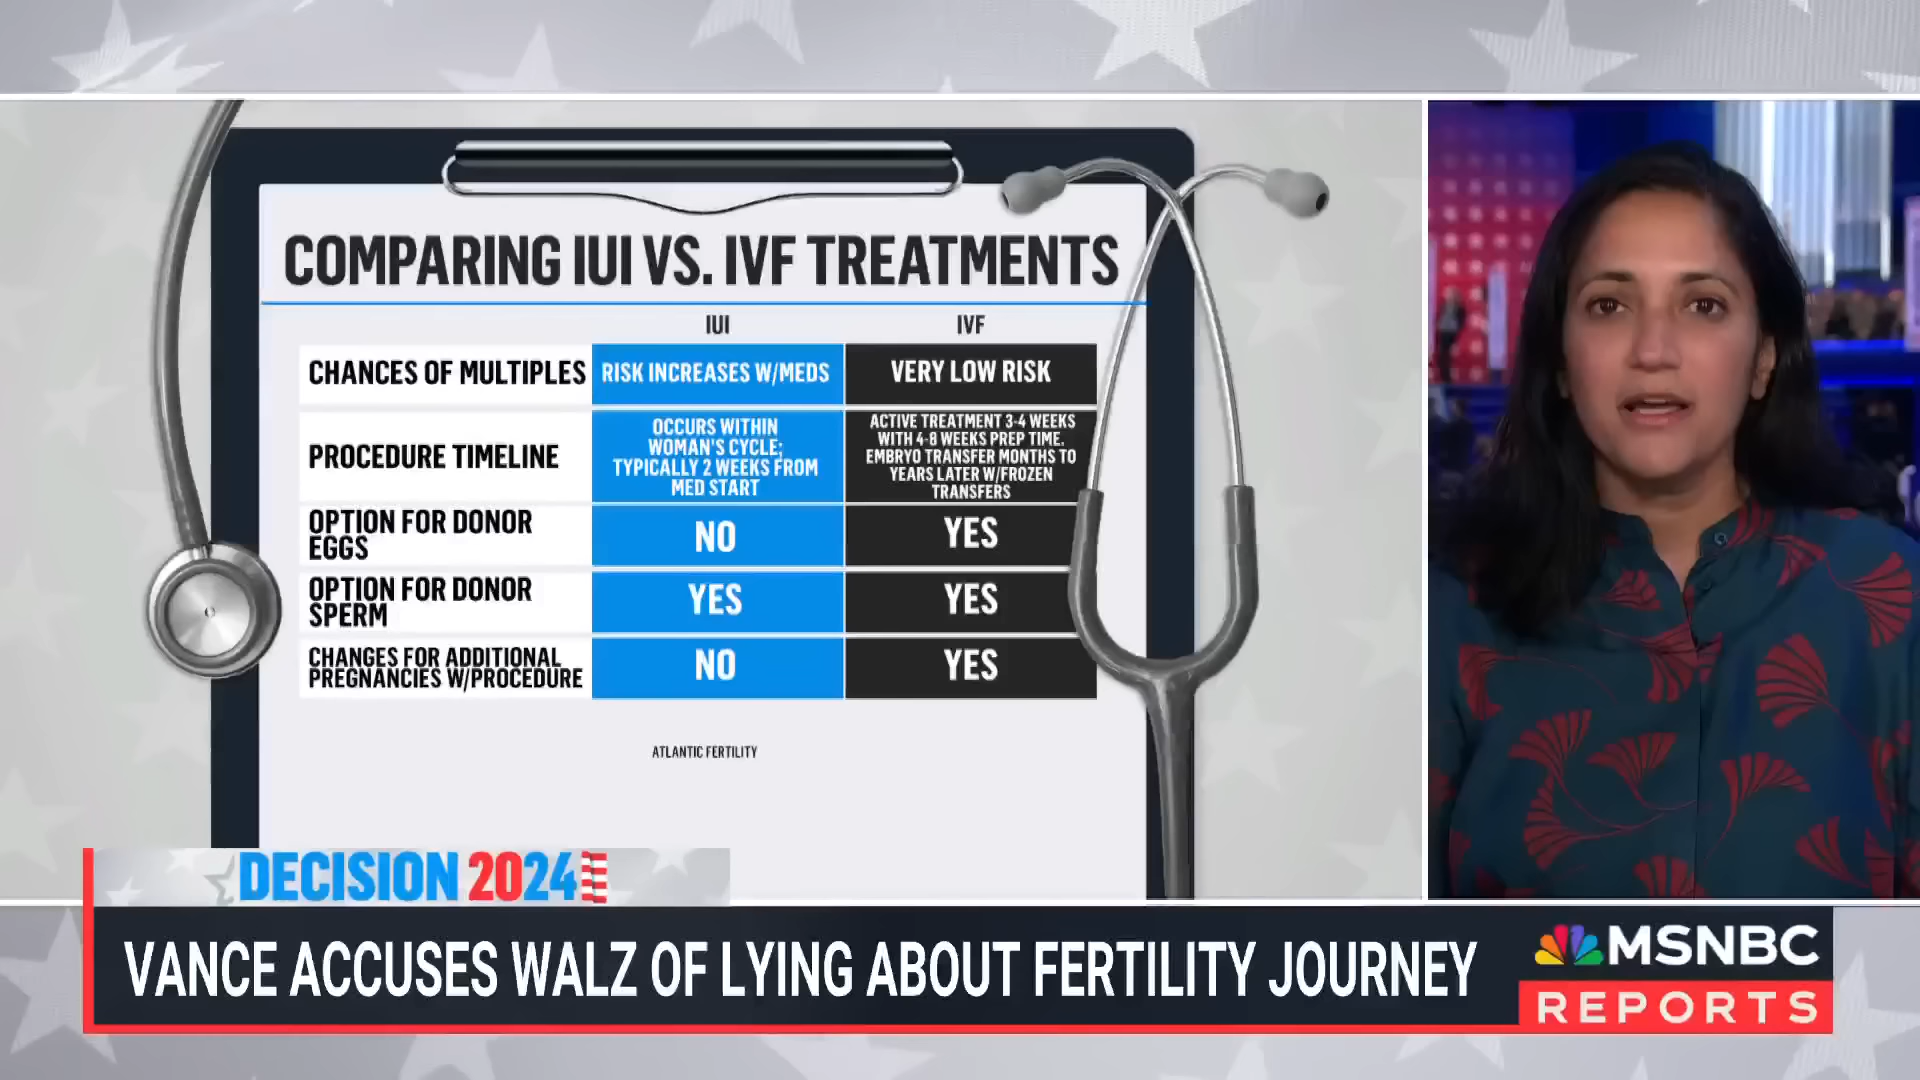 COMPARING IUI VS. IVF TREATMENTS
IUI
IVF
CHANCES OF MULTIPLES
RISK INCREASES W/MEDS
VERY LOW RISK
PROCEDURE TIMELINE
OCCURS WITHIN
WOMAN'S CYCLE;
TYPICALLY 2 WEEKS FROM
MED START
ACTIVE TREATMENT 3-4 WEEKS
WITH 4-8 WEEKS PREP TIME.
EMBRYO TRANSFER MONTHS TO
YEARS LATER W/FROZEN
TRANSFERS
OPTION FOR DONOR
EGGS
NO
YES
OPTION FOR DONOR
SPERM
YES
YES
CHANGES FOR ADDITIONAL
PREGNANCIES W/PROCEDURE
NO
YES
ATLANTIC FERTILITY
DECISION 2024
VANCE ACCUSES WALZ OF LYING ABOUT FERTILITY JOURNEY
MSNBC
REPORTS